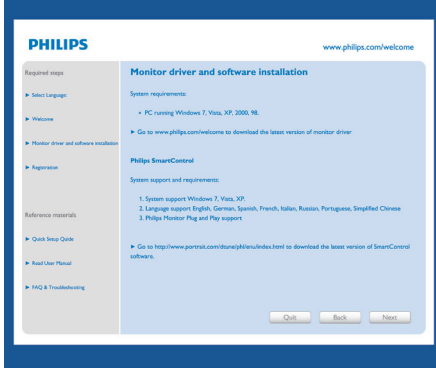 PHILIPS
www.philips.com/welcome
Required steps
► Select Language:
► Welcome
► Monitor driver and software installation
► Registration
Reference materials
► Quick Setup Guide
► Read User Manual
► FAQ & Troubleshooting
Monitor driver and software installation
System requirements:
• PC running Windows 7, Vista, XP, 2000, 98.
► Go to www.philips.com/welcome to download the latest version of monitor driver
Philips SmartControl
System support and requirements:
1. System support Windows 7, Vista, XP.
2. Language support English, German, Spanish, French, Italian, Russian, Portuguese, Simplified Chinese
3. Philips Monitor Plug and Play support
► Go to http://www.portrait.com/dtune/phl/enu/index.html to download the latest version of SmartControl
software.
Quit
Back
Next